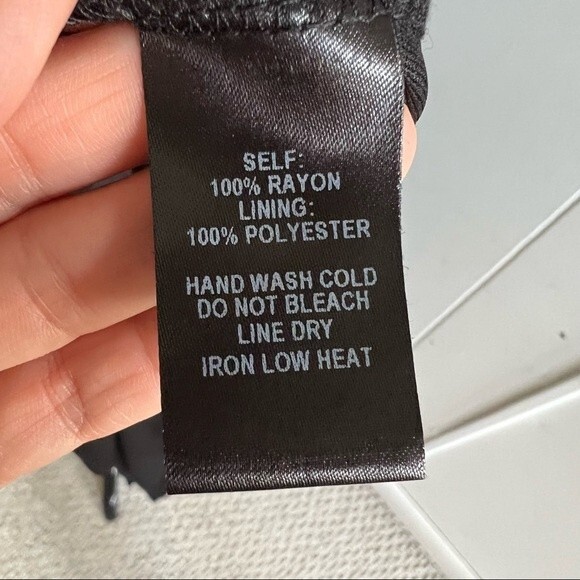 SELF:
100% RAYON
LINING:
100% POLYESTER
HAND WASH COLD
DO NOT BLEACH
LINE DRY
IRON LOW HEAT